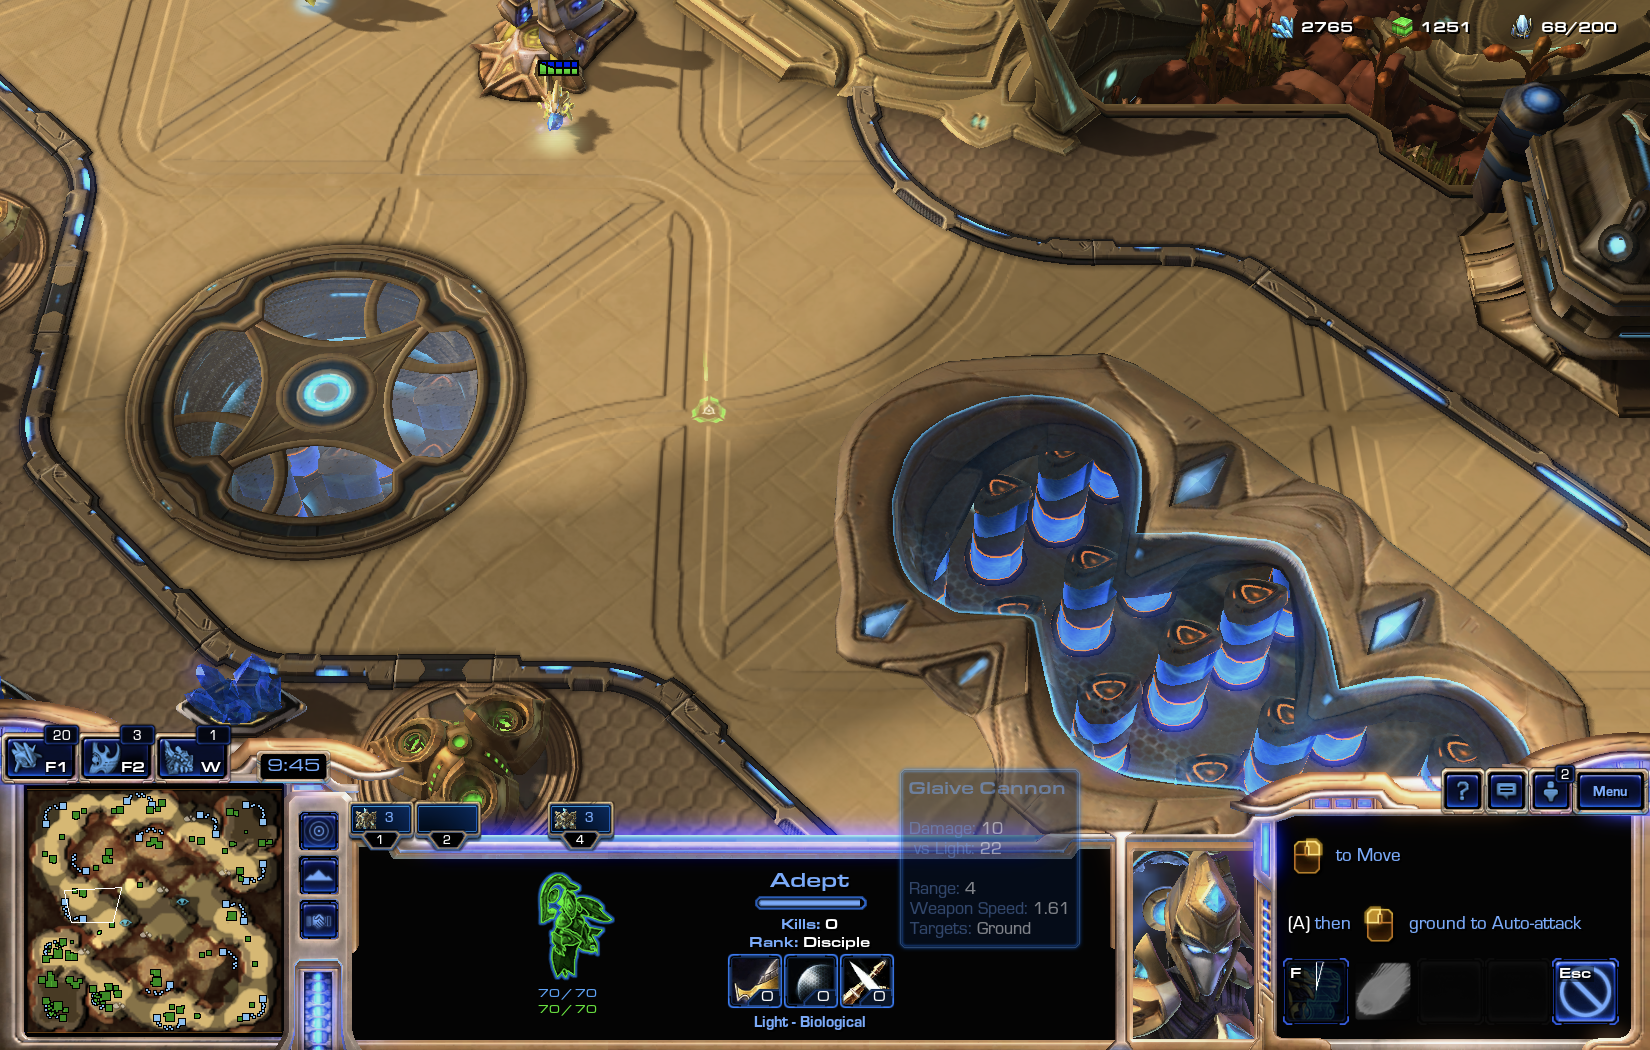 2765 1251 68/200
20 3 1
F1 F2 W
9:45
3 3
1 2 4
Glaive Cannon
Damage: 10
vs Light: 22
Range: 4
Weapon Speed: 1.61
Targets: Ground
Adept
Kills: 0
Rank: Disciple
0 0 0
70/70
70/70
Light - Biological
? 2 Menu
to Move
(A) then ground to Auto-attack
F Esc